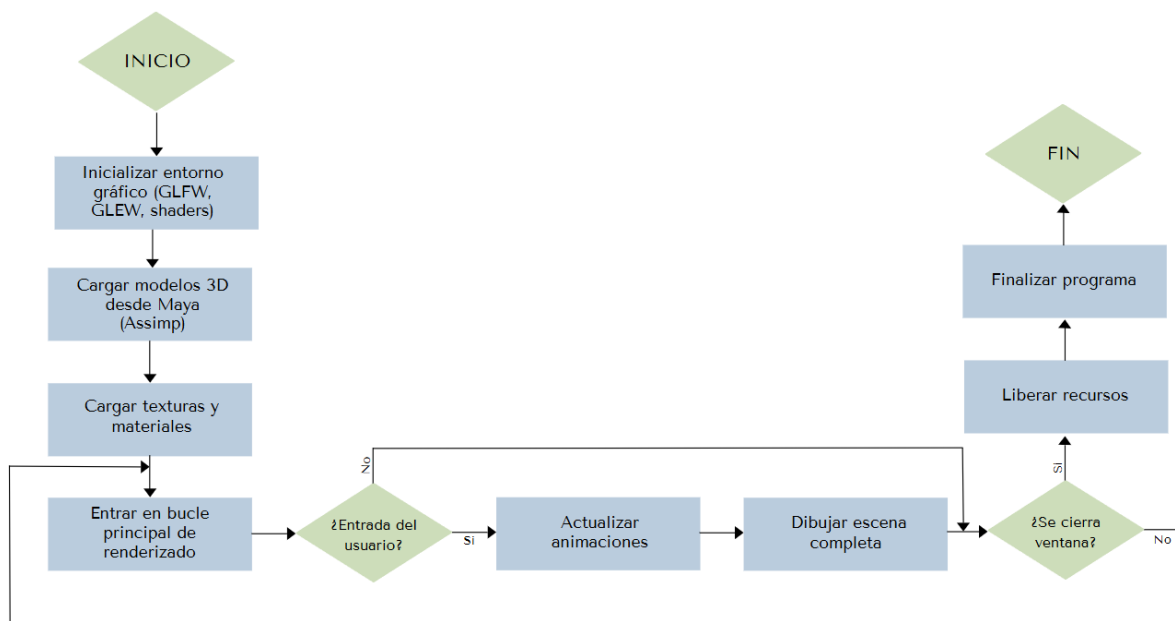 INICIO
Inicializar entorno
gráfico (GLFW,
GLEW, shaders)
Cargar modelos 3D
desde Maya
(Assimp)
Cargar texturas y
materiales
Entrar en bucle
principal de
renderizado
¿Entrada del
usuario?
No
Si
Actualizar
animaciones
Dibujar escena
completa
¿Se cierra
ventana?
No
Si
Liberar recursos
Finalizar programa
FIN